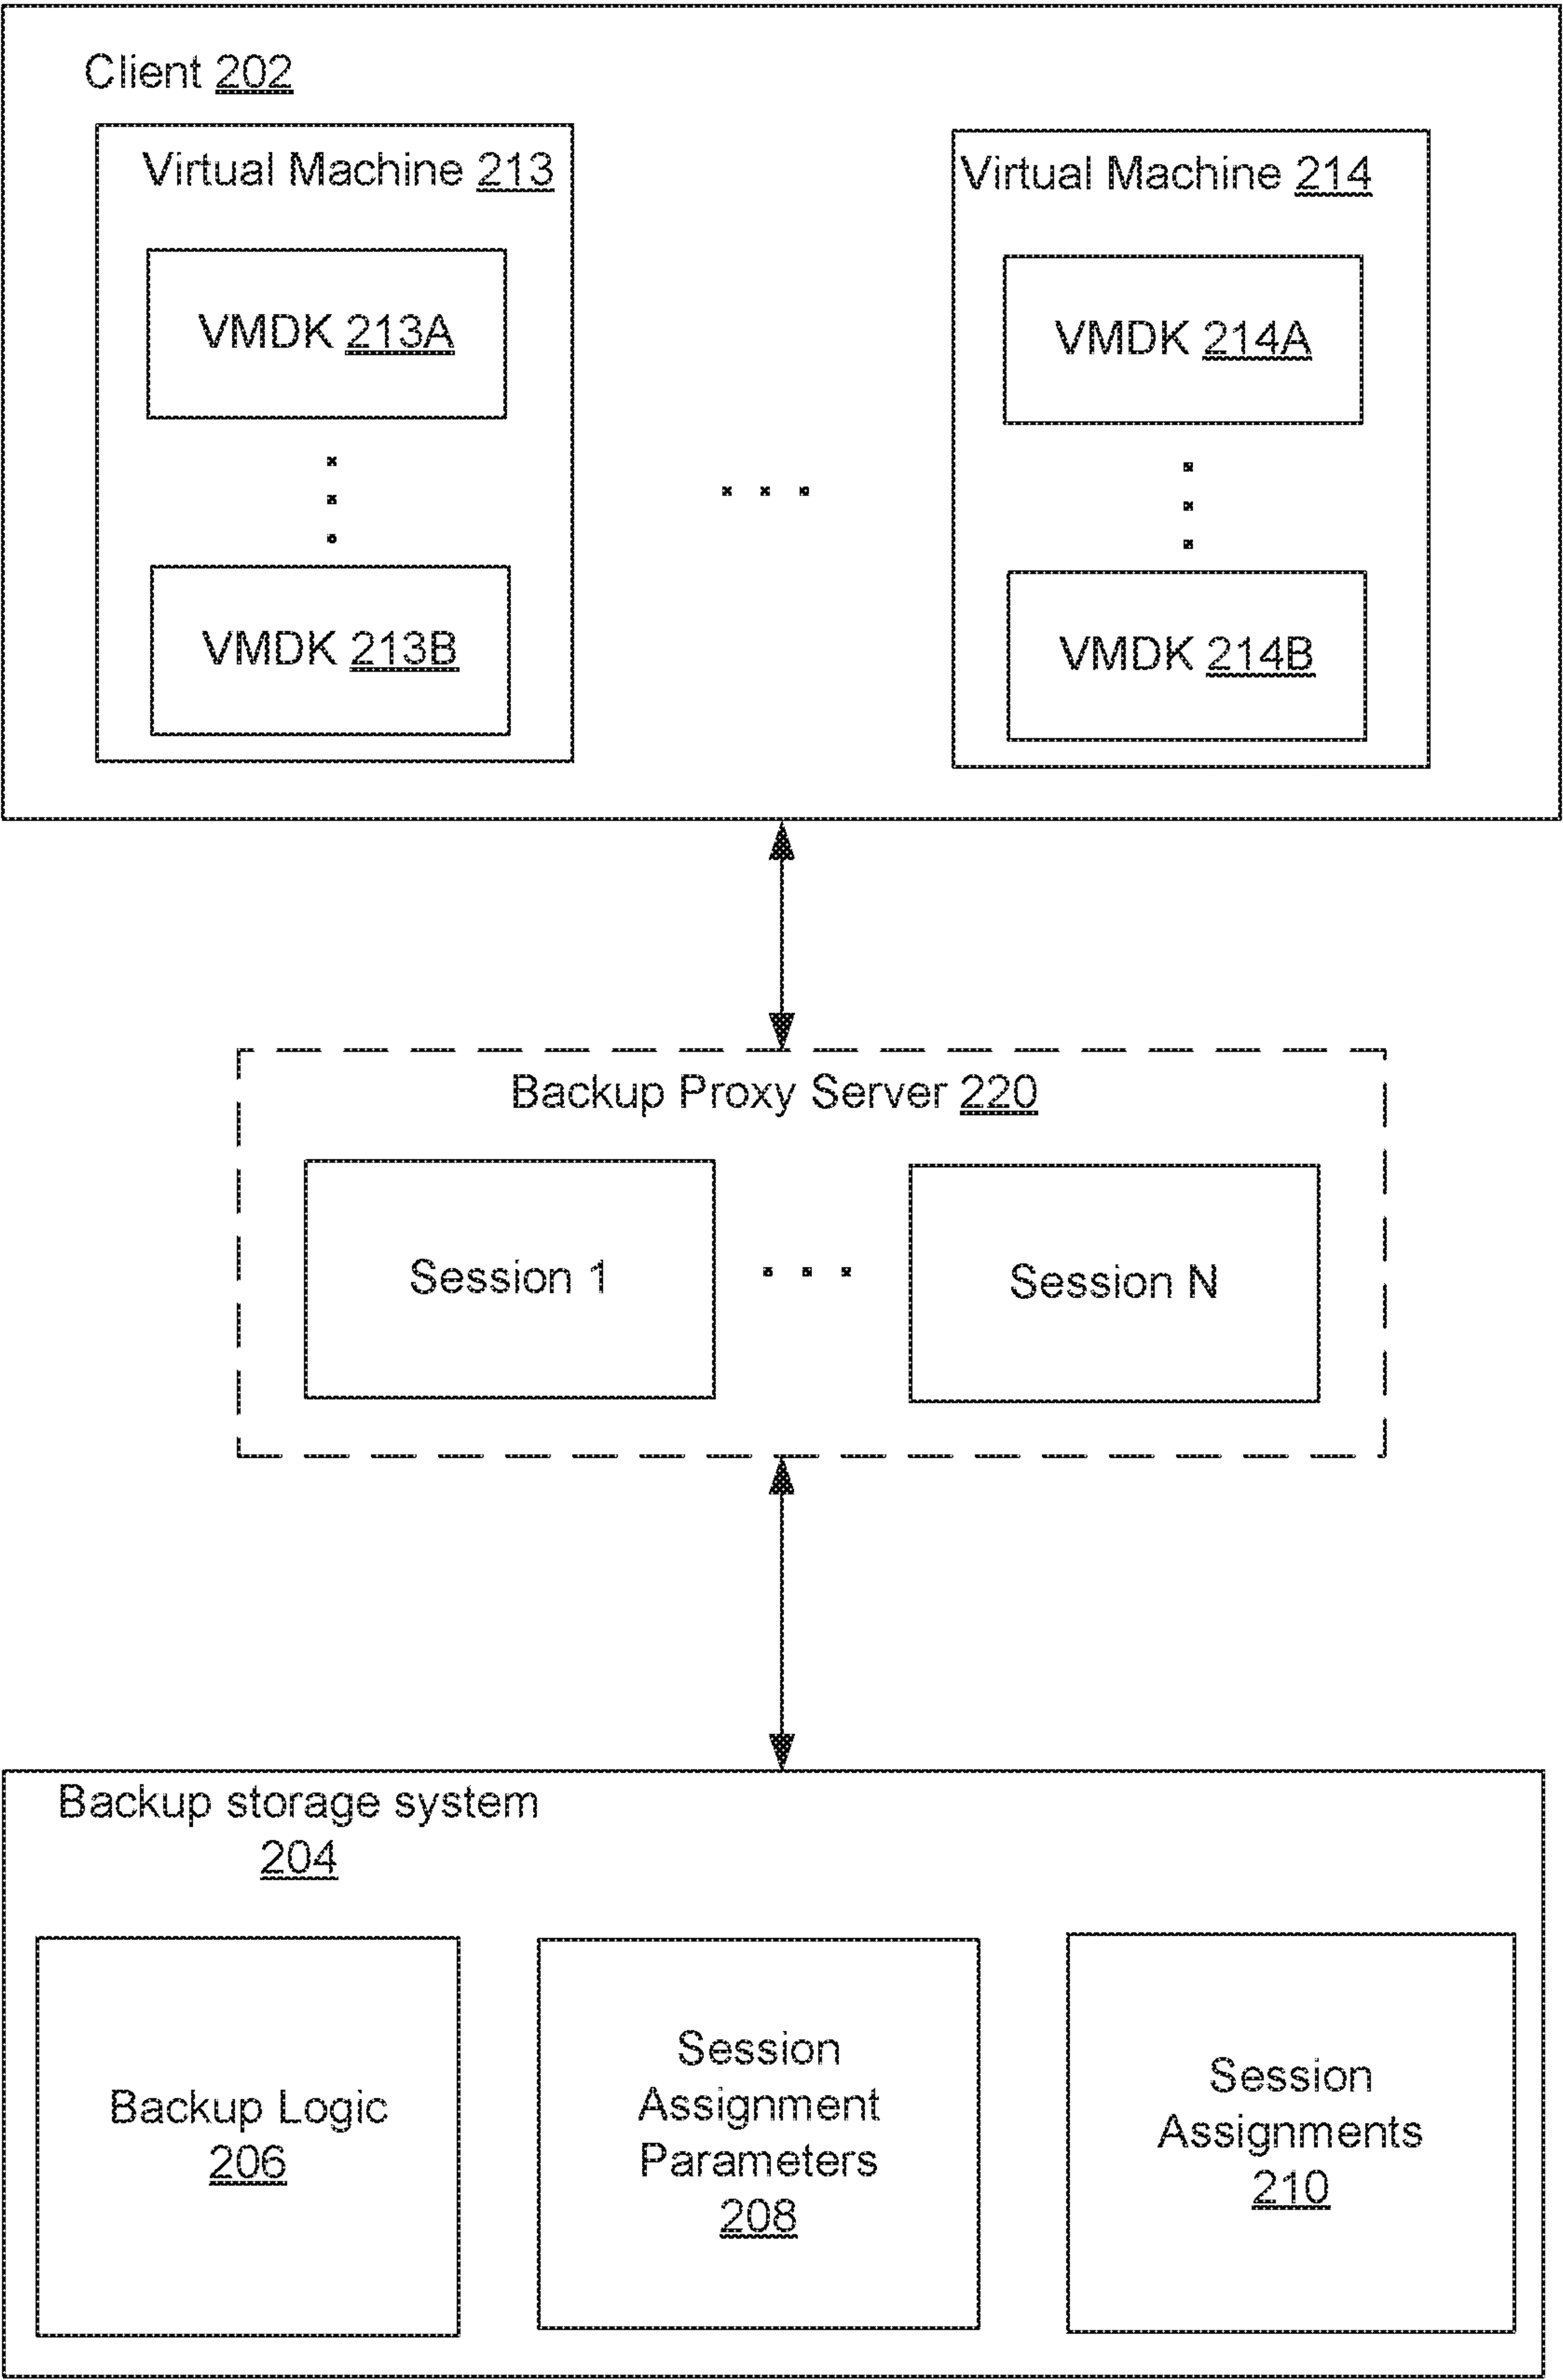 Client 202
Virtual Machine 213
Virtual Machine 214
VMDK 213A
VMDK 214A
VMDK 213B
VMDK 214B
Backup Proxy Server 220
Session 1
Session N
Backup storage system
204
Backup Logic
206
Session
Assignment
Parameters
208
Session
Assignments
210